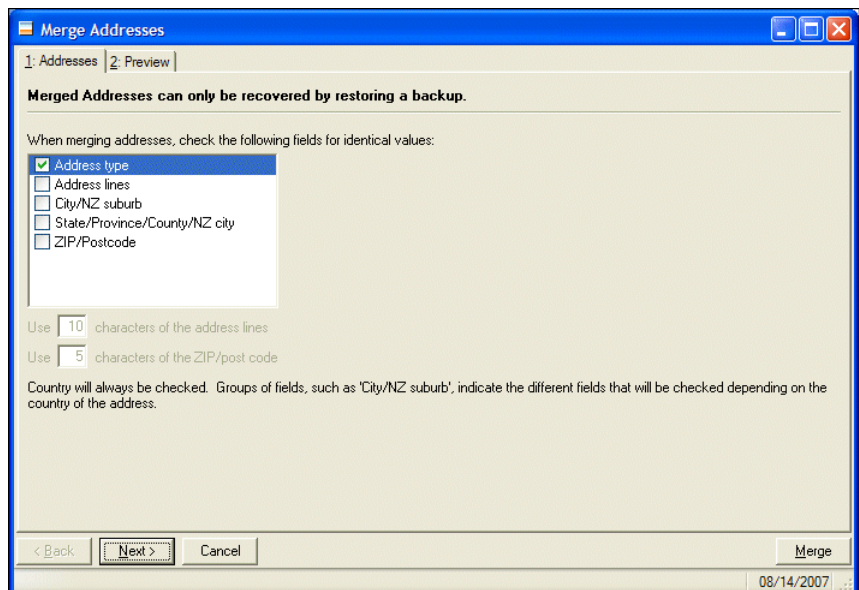 Merge Addresses
1: Addresses 2: Preview
Merged Addresses can only be recovered by restoring a backup.
When merging addresses, check the following fields for identical values:
Address type
Address lines
City/NZ suburb
State/Province/County/NZ city
ZIP/Postcode
Use 10 characters of the address lines
Use 5 characters of the ZIP/post code
Country will always be checked. Groups of fields, such as 'City/NZ suburb', indicate the different fields that will be checked depending on the
country of the address.
< Back Next > Cancel Merge
08/14/2007